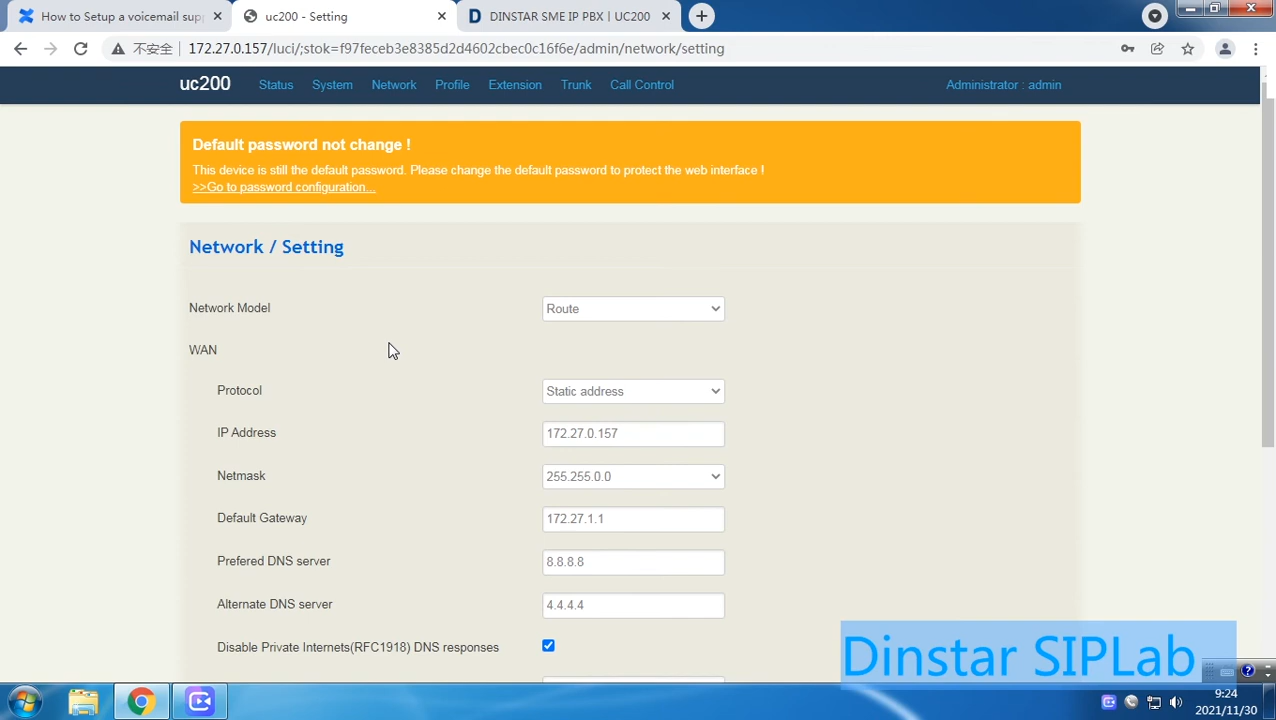 How to Setup a voicemail supp
uc200 - Setting
DINSTAR SME IP PBX | UC200
不安全
172.27.0.157/luci/;stok=f97feceb3e8385d2d4602cbec0c16f6e/admin/network/setting
uc200 Status System Network Profile Extension Trunk Call Control Administrator : admin
Default password not change !
This device is still the default password. Please change the default password to protect the web interface !
>>Go to password configuration...
Network / Setting
Network Model Route
WAN
Protocol Static address
IP Address 172.27.0.157
Netmask 255.255.0.0
Default Gateway 172.27.1.1
Prefered DNS server 8.8.8.8
Alternate DNS server 4.4.4.4
Disable Private Internets(RFC1918) DNS responses
Dinstar SIPLab
9:24
2021/11/30